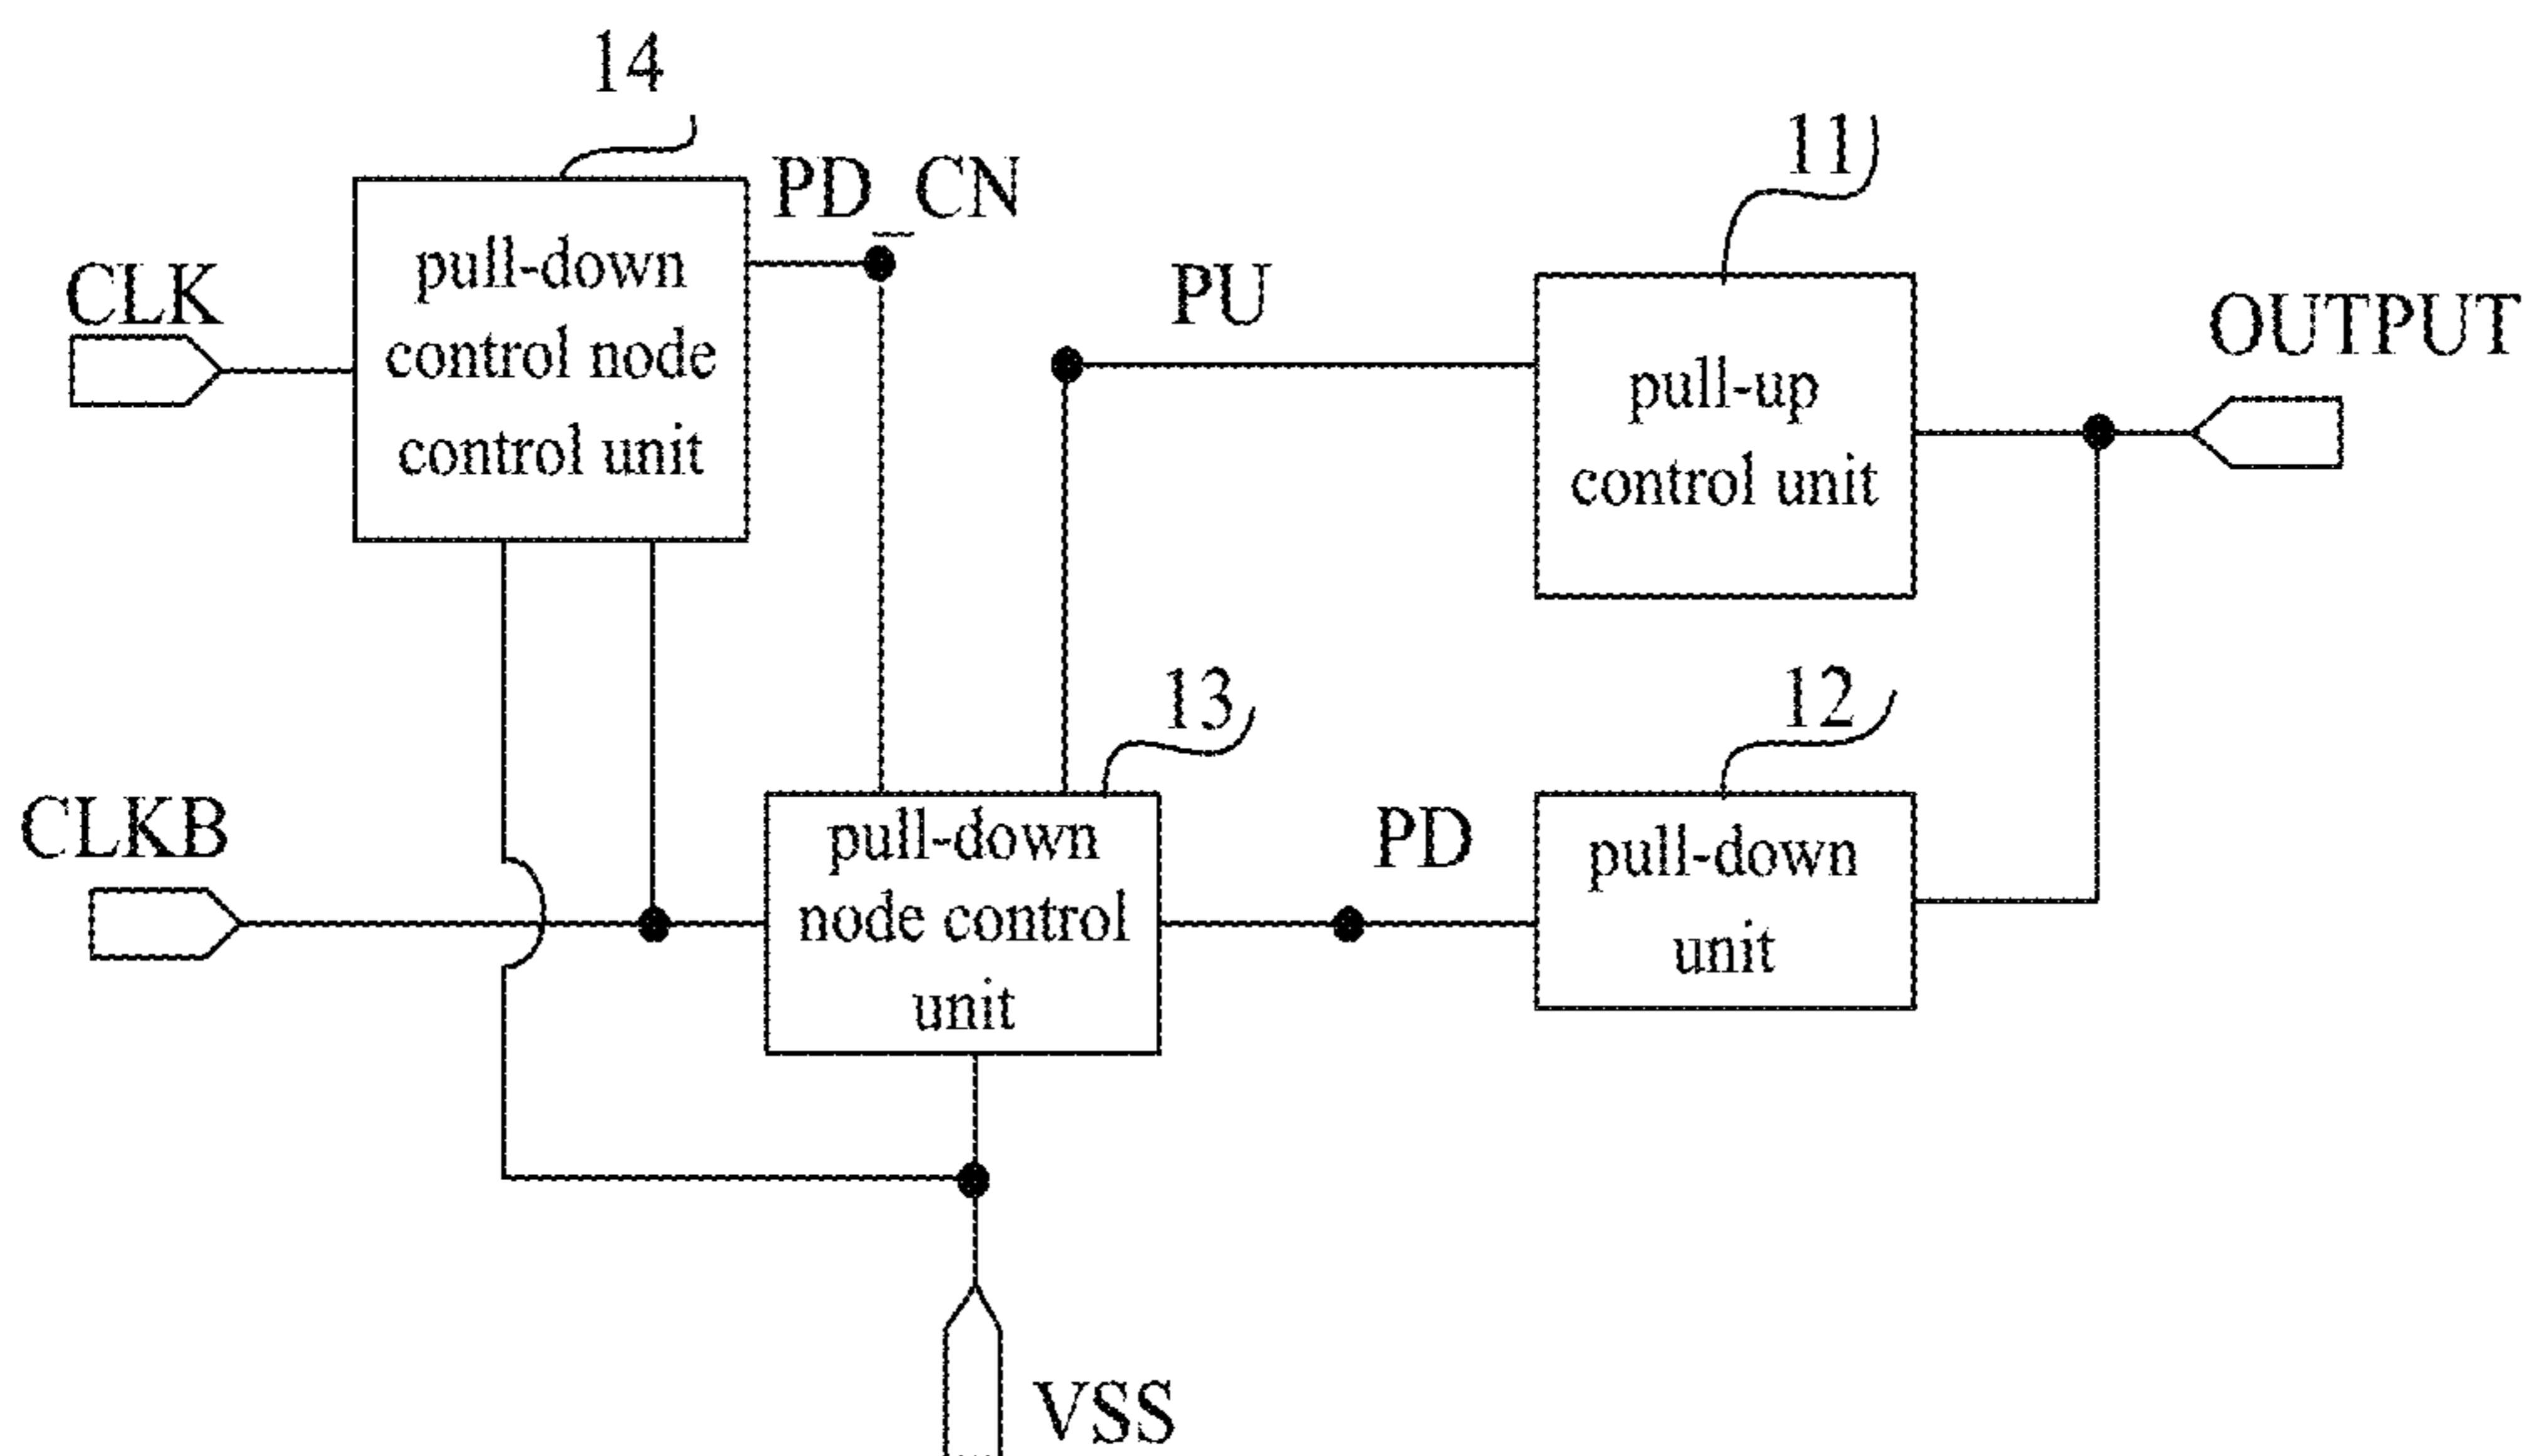 14
11
PD_CN
CLK
pull-down
control node
control unit
PU
OUTPUT
pull-up
control unit
13
12
CLKB
pull-down
node control
unit
PD
pull-down
unit
VSS